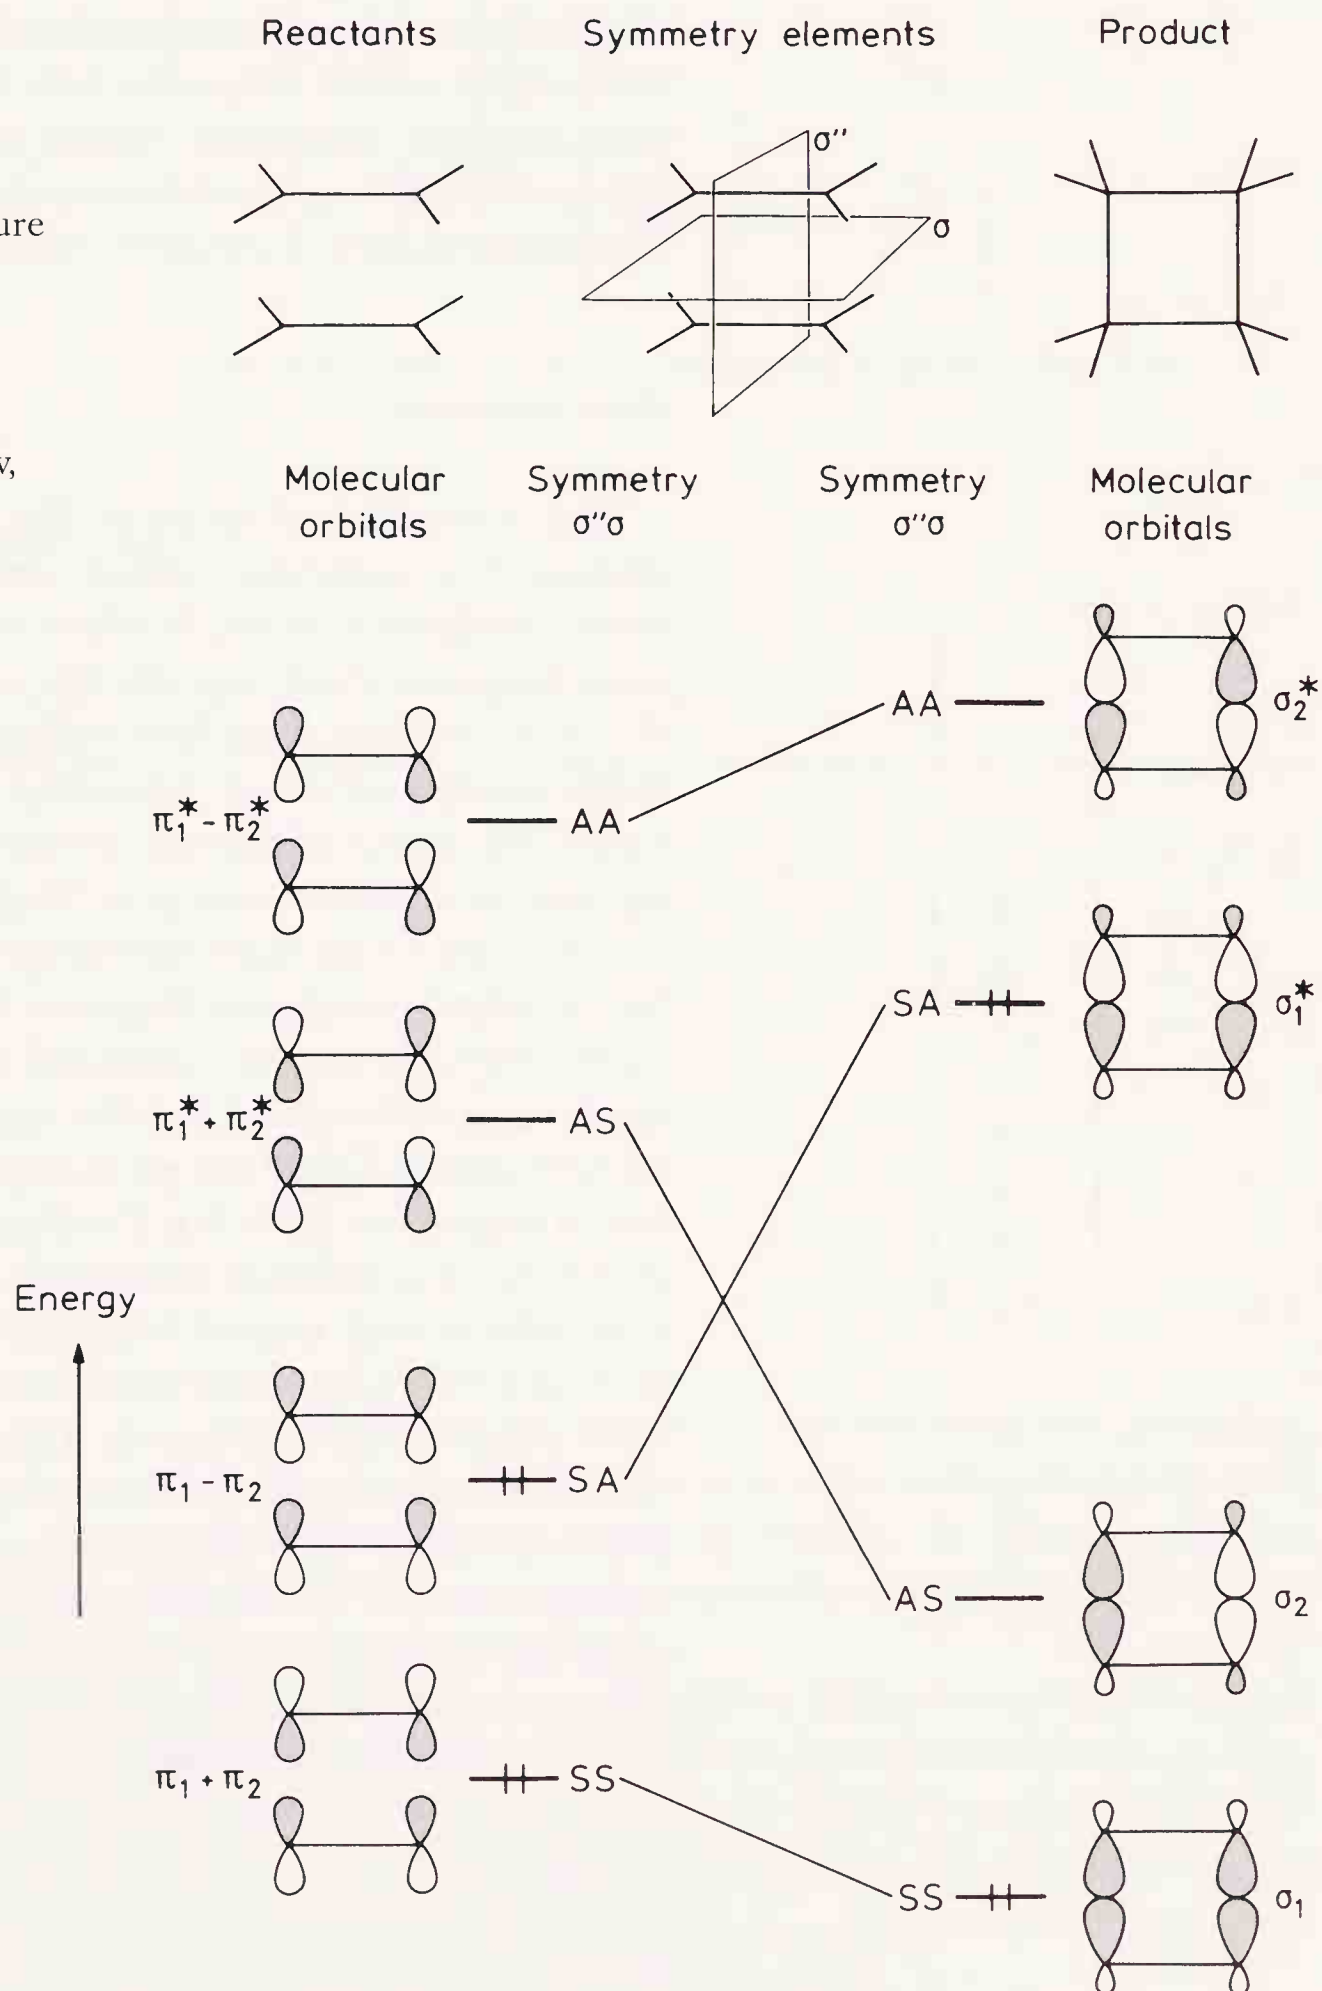 Reactants Symmetry elements Product
σ″
ure
σ
v,
Molecular Symmetry Symmetry Molecular
orbitals σ″σ σ″σ orbitals
AA σ₂*
π₁* - π₂* AA
SA σ₁*
π₁* + π₂* AS
Energy
π₁ - π₂ SA
AS σ₂
π₁ + π₂ SS
SS σ₁